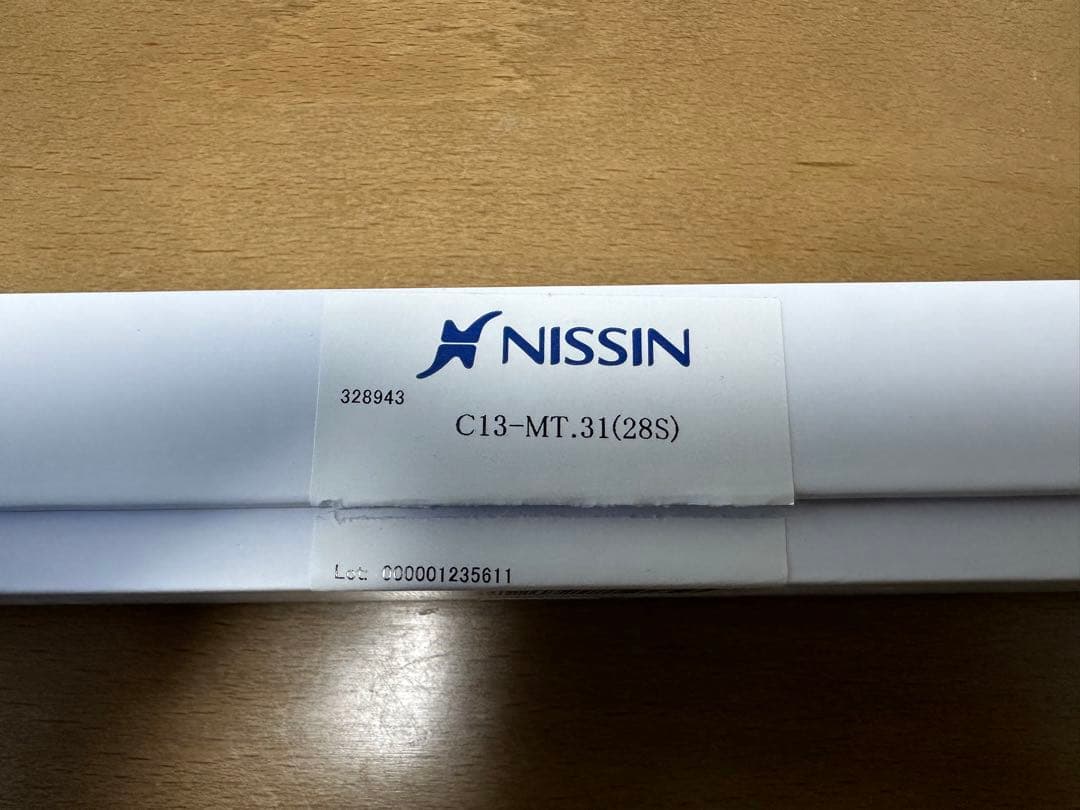 NISSIN
328943
C13-MT.31(28S)
Lot 000001235611